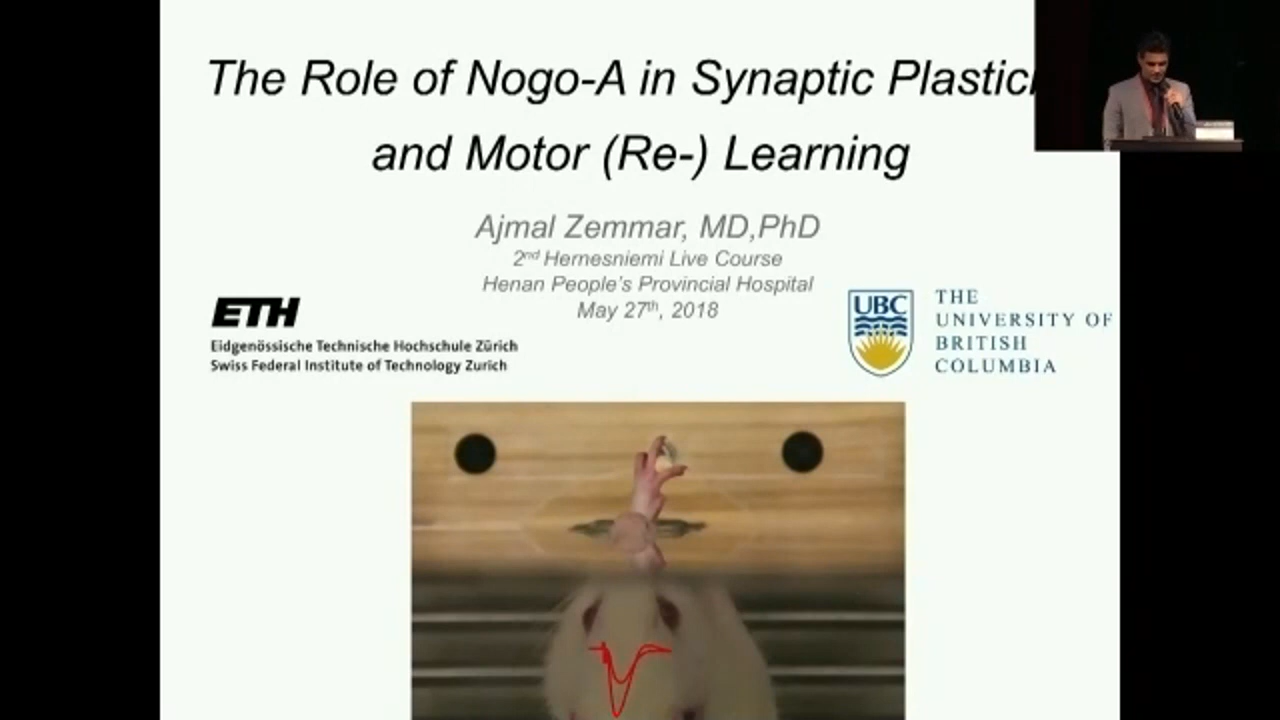 The Role of Nogo-A in Synaptic Plastici
and Motor (Re-) Learning
Ajmal Zemmar, MD,PhD
2nd Hernesniemi Live Course
Henan People's Provincial Hospital
May 27th, 2018
ETH
Eidgenössische Technische Hochschule Zürich
Swiss Federal Institute of Technology Zurich
UBC
THE
UNIVERSITY OF
BRITISH
COLUMBIA